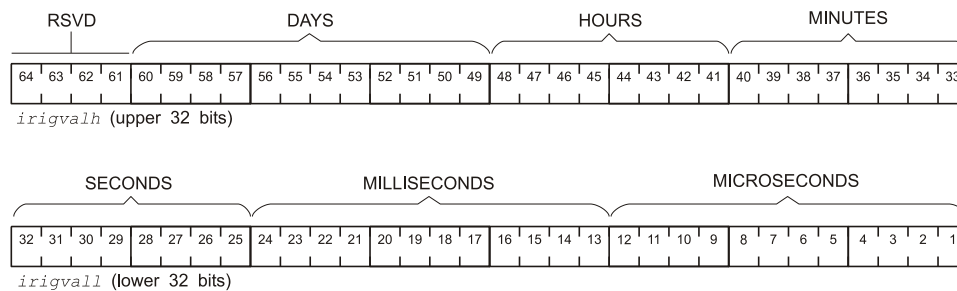 RSVD DAYS HOURS MINUTES
64 63 62 61 60 59 58 57 56 55 54 53 52 51 50 49 48 47 46 45 44 43 42 41 40 39 38 37 36 35 34 33
irigvalh (upper 32 bits)
SECONDS MILLISECONDS MICROSECONDS
32 31 30 29 28 27 26 25 24 23 22 21 20 19 18 17 16 15 14 13 12 11 10 9 8 7 6 5 4 3 2 1
irigvall (lower 32 bits)